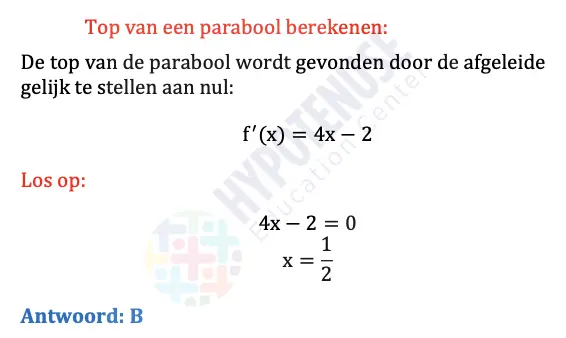 Top van een parabool berekenen:
De top van de parabool wordt gevonden door de afgeleide
gelijk te stellen aan nul:
f′(x) = 4x − 2
Los op:
4x − 2 = 0
x = 1/2
Antwoord: B
HYPOTENUSE
Education Center